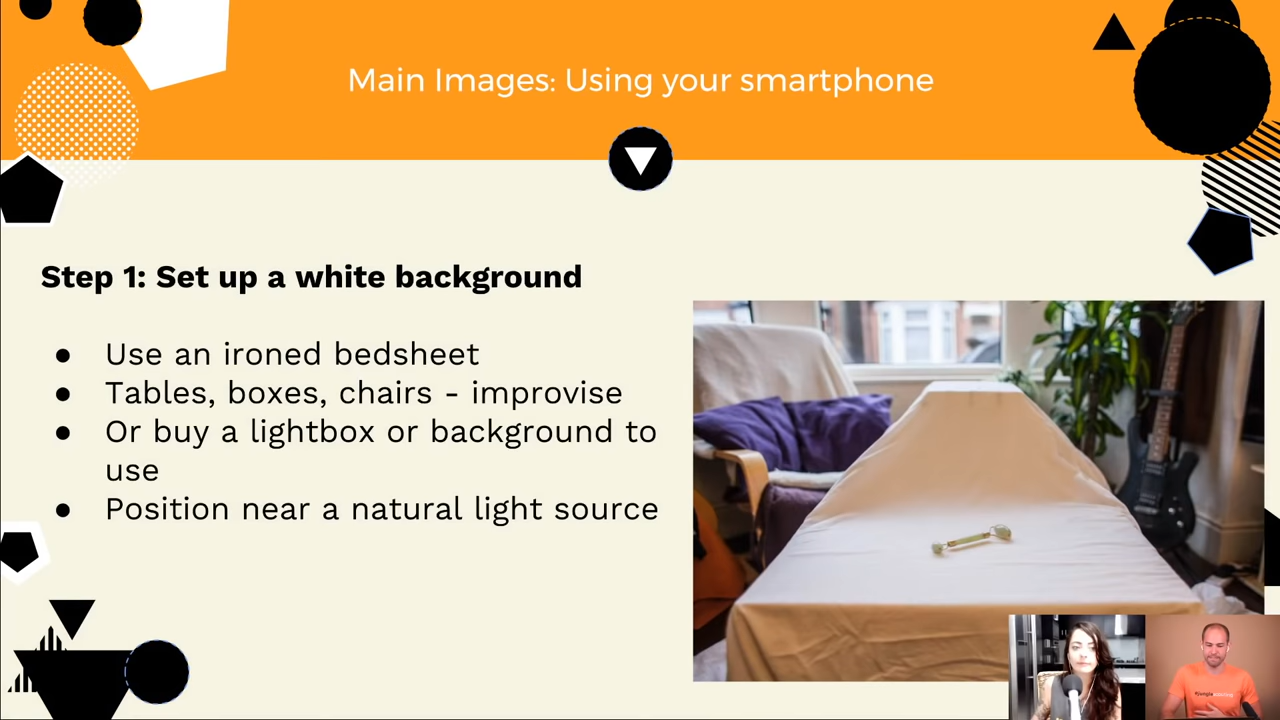 Main Images: Using your smartphone
Step 1: Set up a white background
● Use an ironed bedsheet
● Tables, boxes, chairs - improvise
● Or buy a lightbox or background to
use
● Position near a natural light source